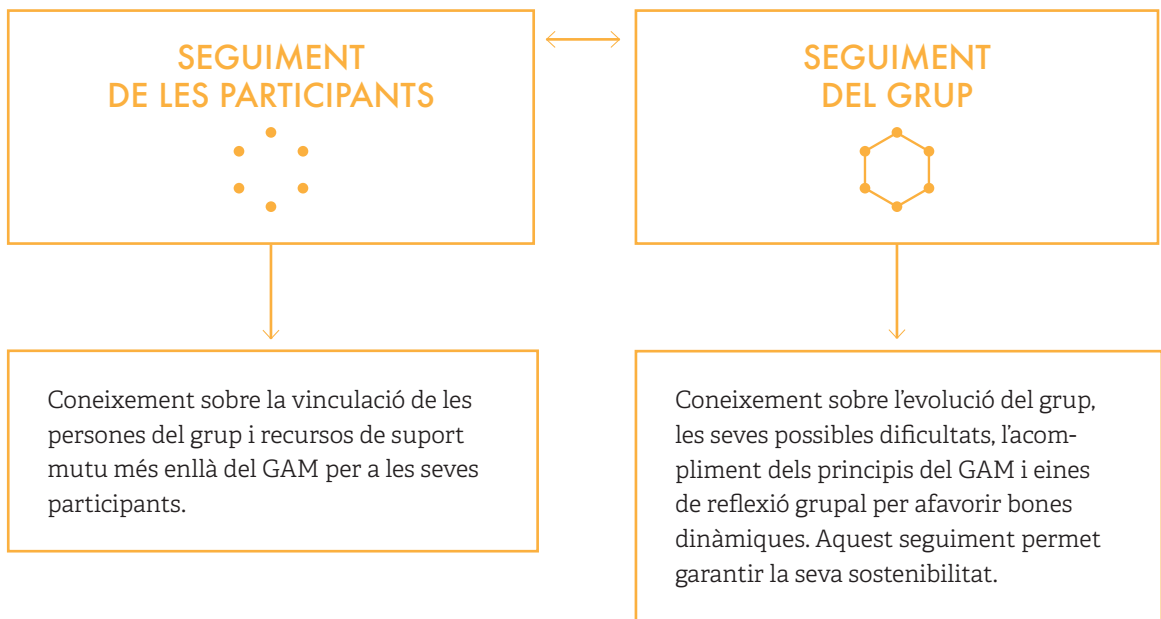 SEGUIMENT
DE LES PARTICIPANTS
SEGUIMENT
DEL GRUP
Coneixement sobre la vinculació de les
persones del grup i recursos de suport
mutu més enllà del GAM per a les seves
participants.
Coneixement sobre l’evolució del grup,
les seves possibles dificultats, l’acom-
pliment dels principis del GAM i eines
de reflexió grupal per afavorir bones
dinàmiques. Aquest seguiment permet
garantir la seva sostenibilitat.